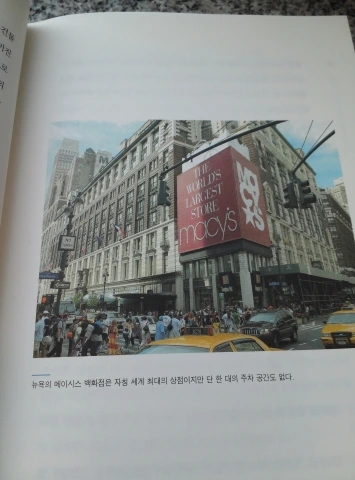 THE
WORLD'S
LARGEST
STORE
macy's
뉴욕의 메이시스 백화점은 자칭 세계 최대의 상점이지만 단 한 대의 주차 공간도 없다.